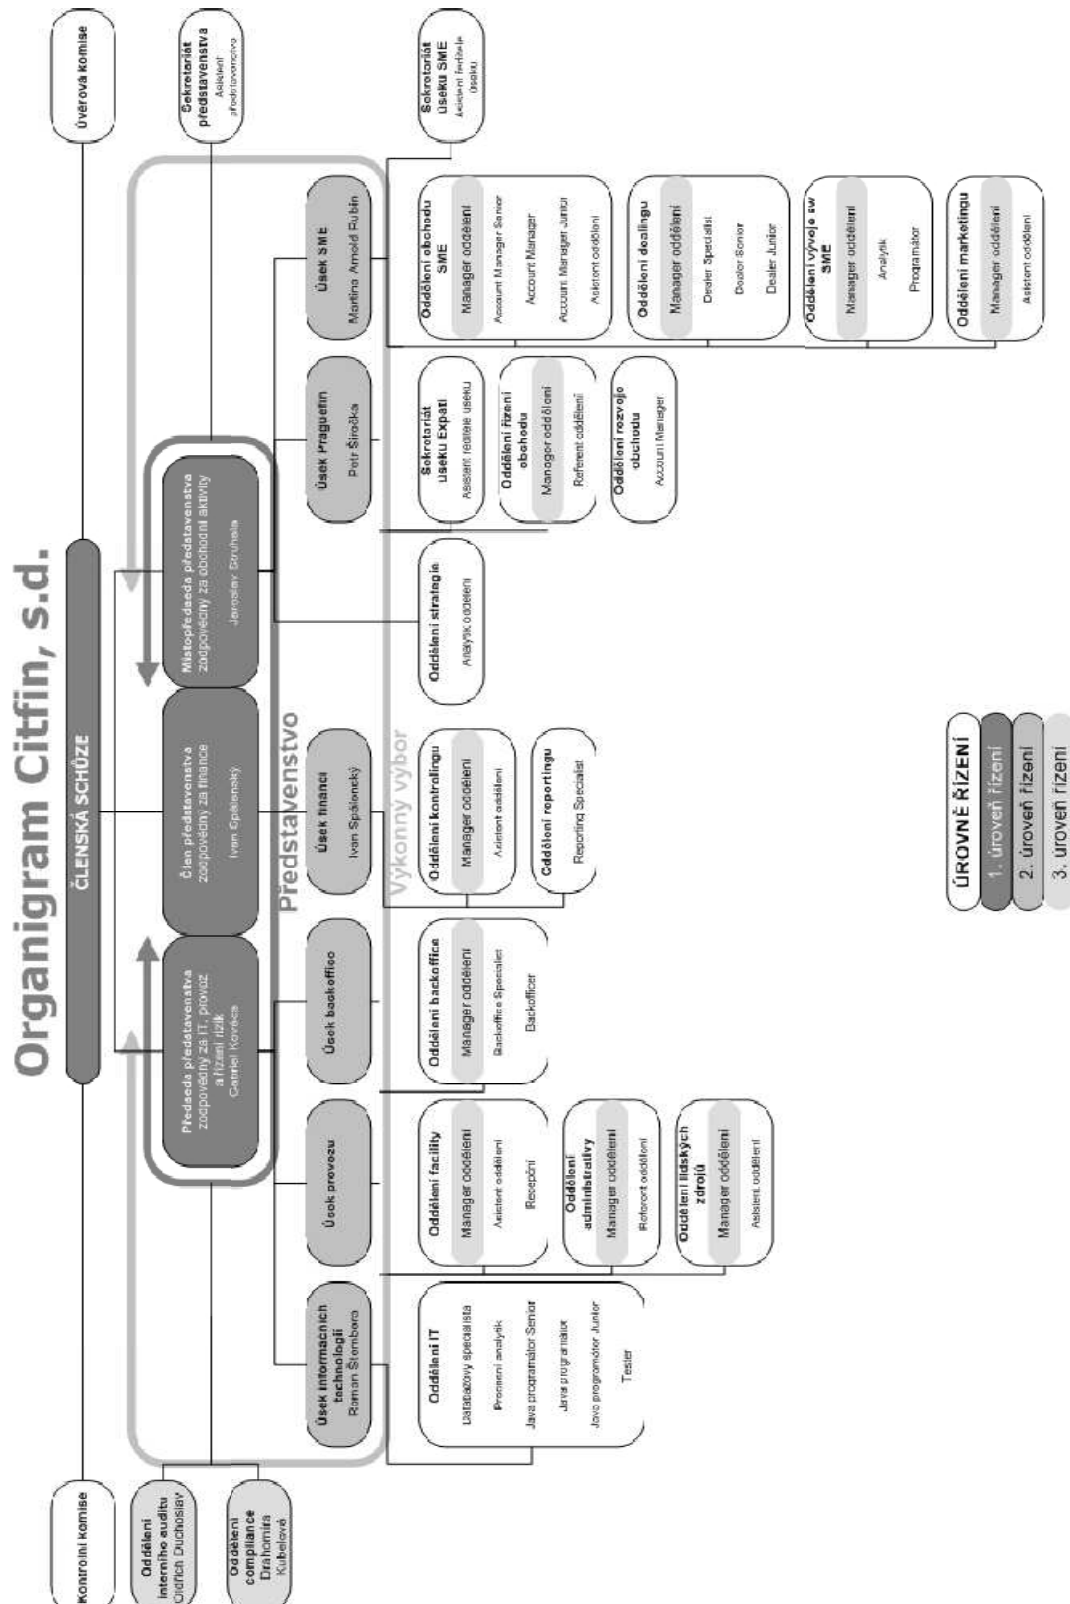 Organigram Citfin, s.d.
Kontrolní komise
ČLENSKÁ SCHŮZE
Úvěrová komise
Oddělení
interního auditu
Oldřich Duchoslav
Oddělení
compliance
Drahomíra
Kubelová
Předseda představenstva
zodpovědný za IT, provoz
a řízení rizik
Gabriel Kovács
Člen představenstva
zodpovědný za finance
Ivan Spálenský
Místopředseda představenstva
zodpovědný za obchodní aktivity
Jaroslav Struhala
Sekretariát
představenstva
Asistent
představenstva
Představenstvo
Úsek informačních
technologií
Roman Štembera
Úsek provozu
Úsek backoffice
Úsek financí
Ivan Spálenský
Úsek Praguefin
Petr Širočka
Úsek SME
Martina Arnold Rubin
Výkonný výbor
Oddělení IT
Databázový specialista
Procesní analytik
Java programátor Senior
Java programátor
Java programátor Junior
Tester
Oddělení facility
Manager oddělení
Asistent oddělení
Recepční
Oddělení
administrativy
Manager oddělení
Referent oddělení
Oddělení lidských
zdrojů
Manager oddělení
Asistent oddělení
Oddělení backoffice
Manager oddělení
Backoffice Specialist
Backofficer
Oddělení kontrolingu
Manager oddělení
Asistent oddělení
Oddělení reportingu
Reporting Specialist
Oddělení strategie
Analytik oddělení
Sekretariát
úseku Expati
Asistent ředitele úseku
Oddělení řízení
obchodu
Manager oddělení
Referent oddělení
Oddělení rozvoje
obchodu
Account Manager
Oddělení obchodu
SME
Manager oddělení
Account Manager Senior
Account Manager
Account Manager Junior
Asistent oddělení
Oddělení dealingu
Manager oddělení
Dealer Specialist
Dealer Senior
Dealer Junior
Oddělení vývoje sw
SME
Manager oddělení
Analytik
Programátor
Oddělení marketingu
Manager oddělení
Asistent oddělení
Sekretariát
úseku SME
Asistent ředitele
úseku
ÚROVNĚ ŘÍZENÍ
1. úroveň řízení
2. úroveň řízení
3. úroveň řízení